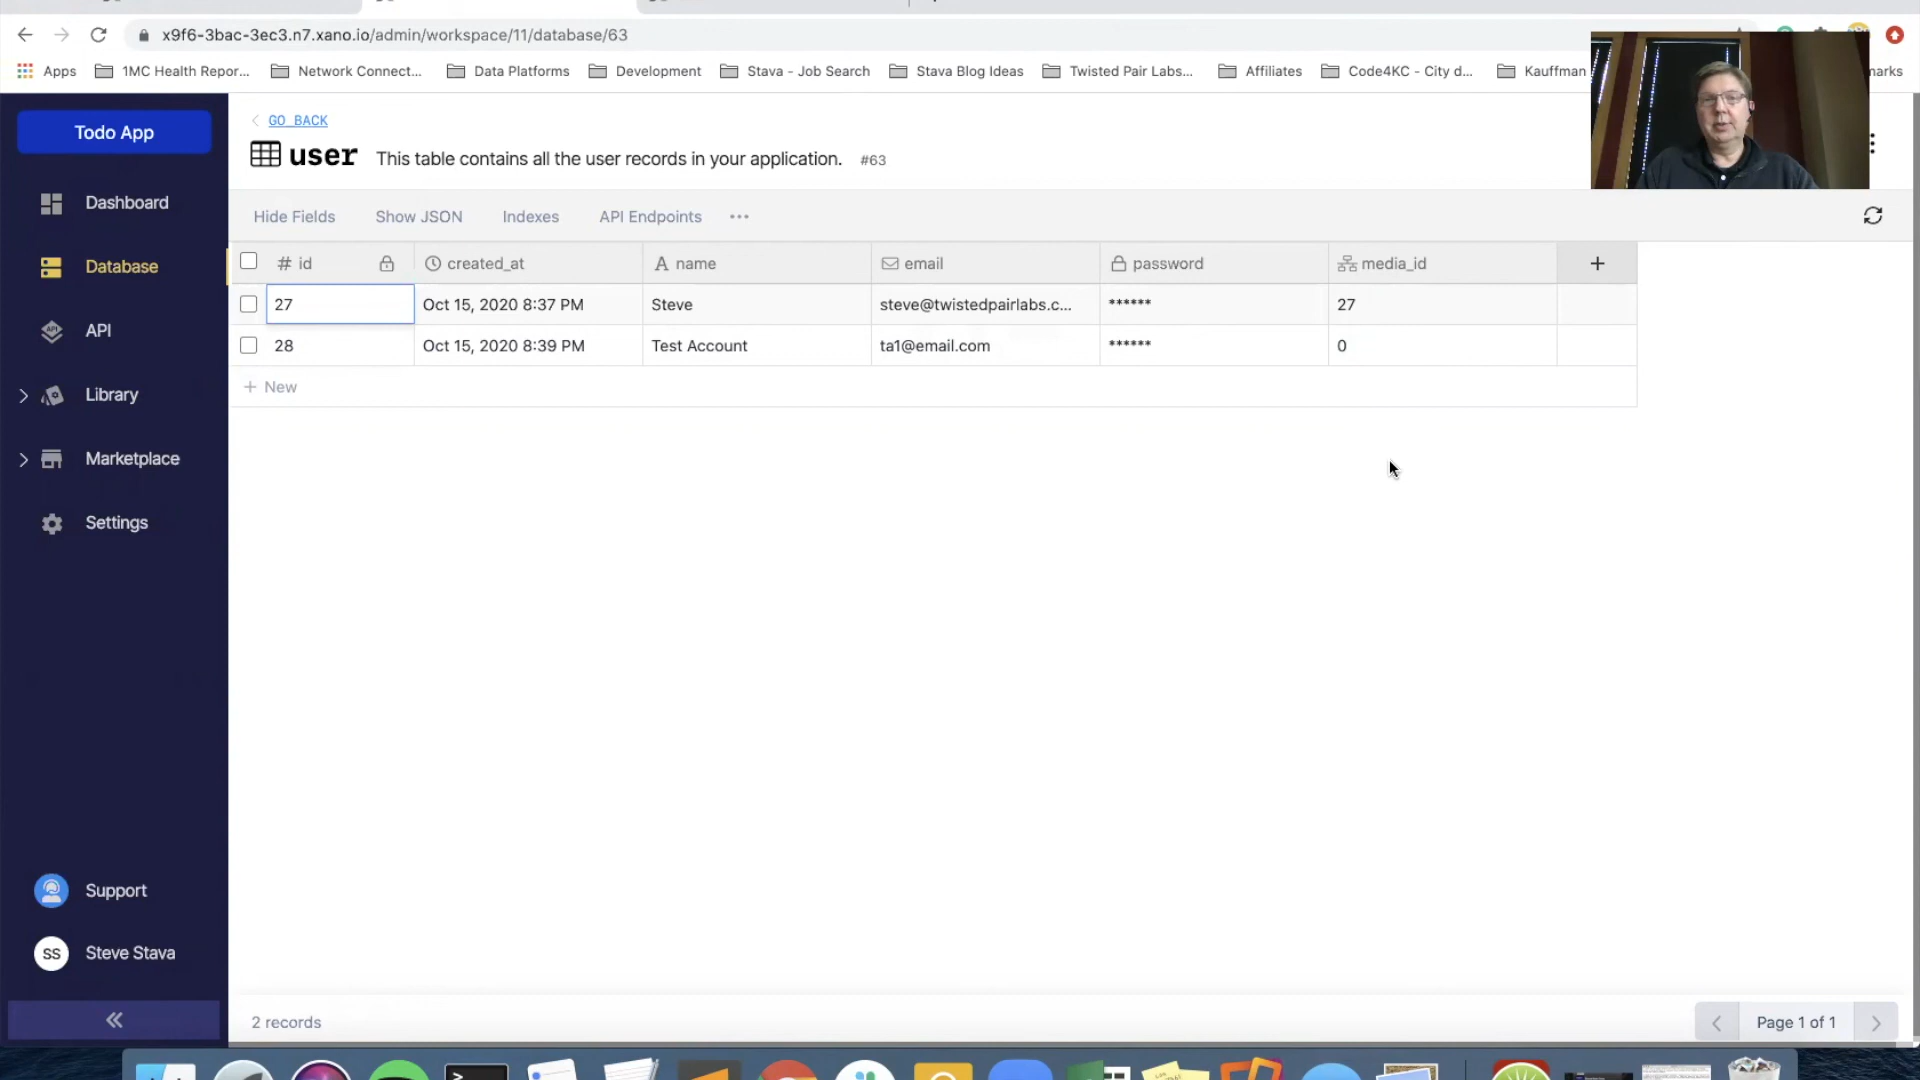 x9f6-3bac-3ec3.n7.xano.io/admin/workspace/11/database/63
Apps 1MC Health Repor... Network Connect... Data Platforms Development Stava - Job Search Stava Blog Ideas Twisted Pair Labs... Affiliates Code4KC - City d... Kauffman arks
Todo App
Dashboard
Database
API
Library
Marketplace
Settings
Support
SS Steve Stava
GO BACK
user This table contains all the user records in your application. #63
Hide Fields Show JSON Indexes API Endpoints
# id created_at A name email password media_id +
27 Oct 15, 2020 8:37 PM Steve steve@twistedpairlabs.c... ****** 27
28 Oct 15, 2020 8:39 PM Test Account ta1@email.com ****** 0
+ New
2 records
Page 1 of 1